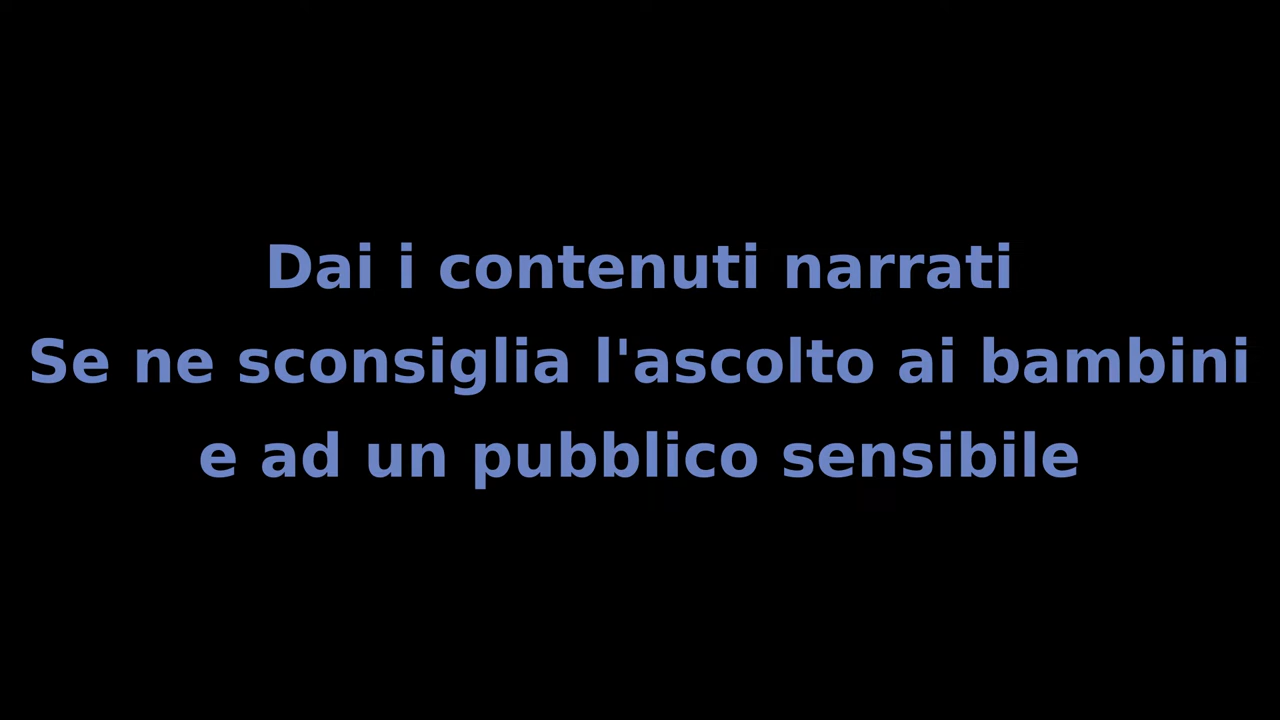 Dai i contenuti narrati
Se ne sconsiglia l'ascolto ai bambini
e ad un pubblico sensibile